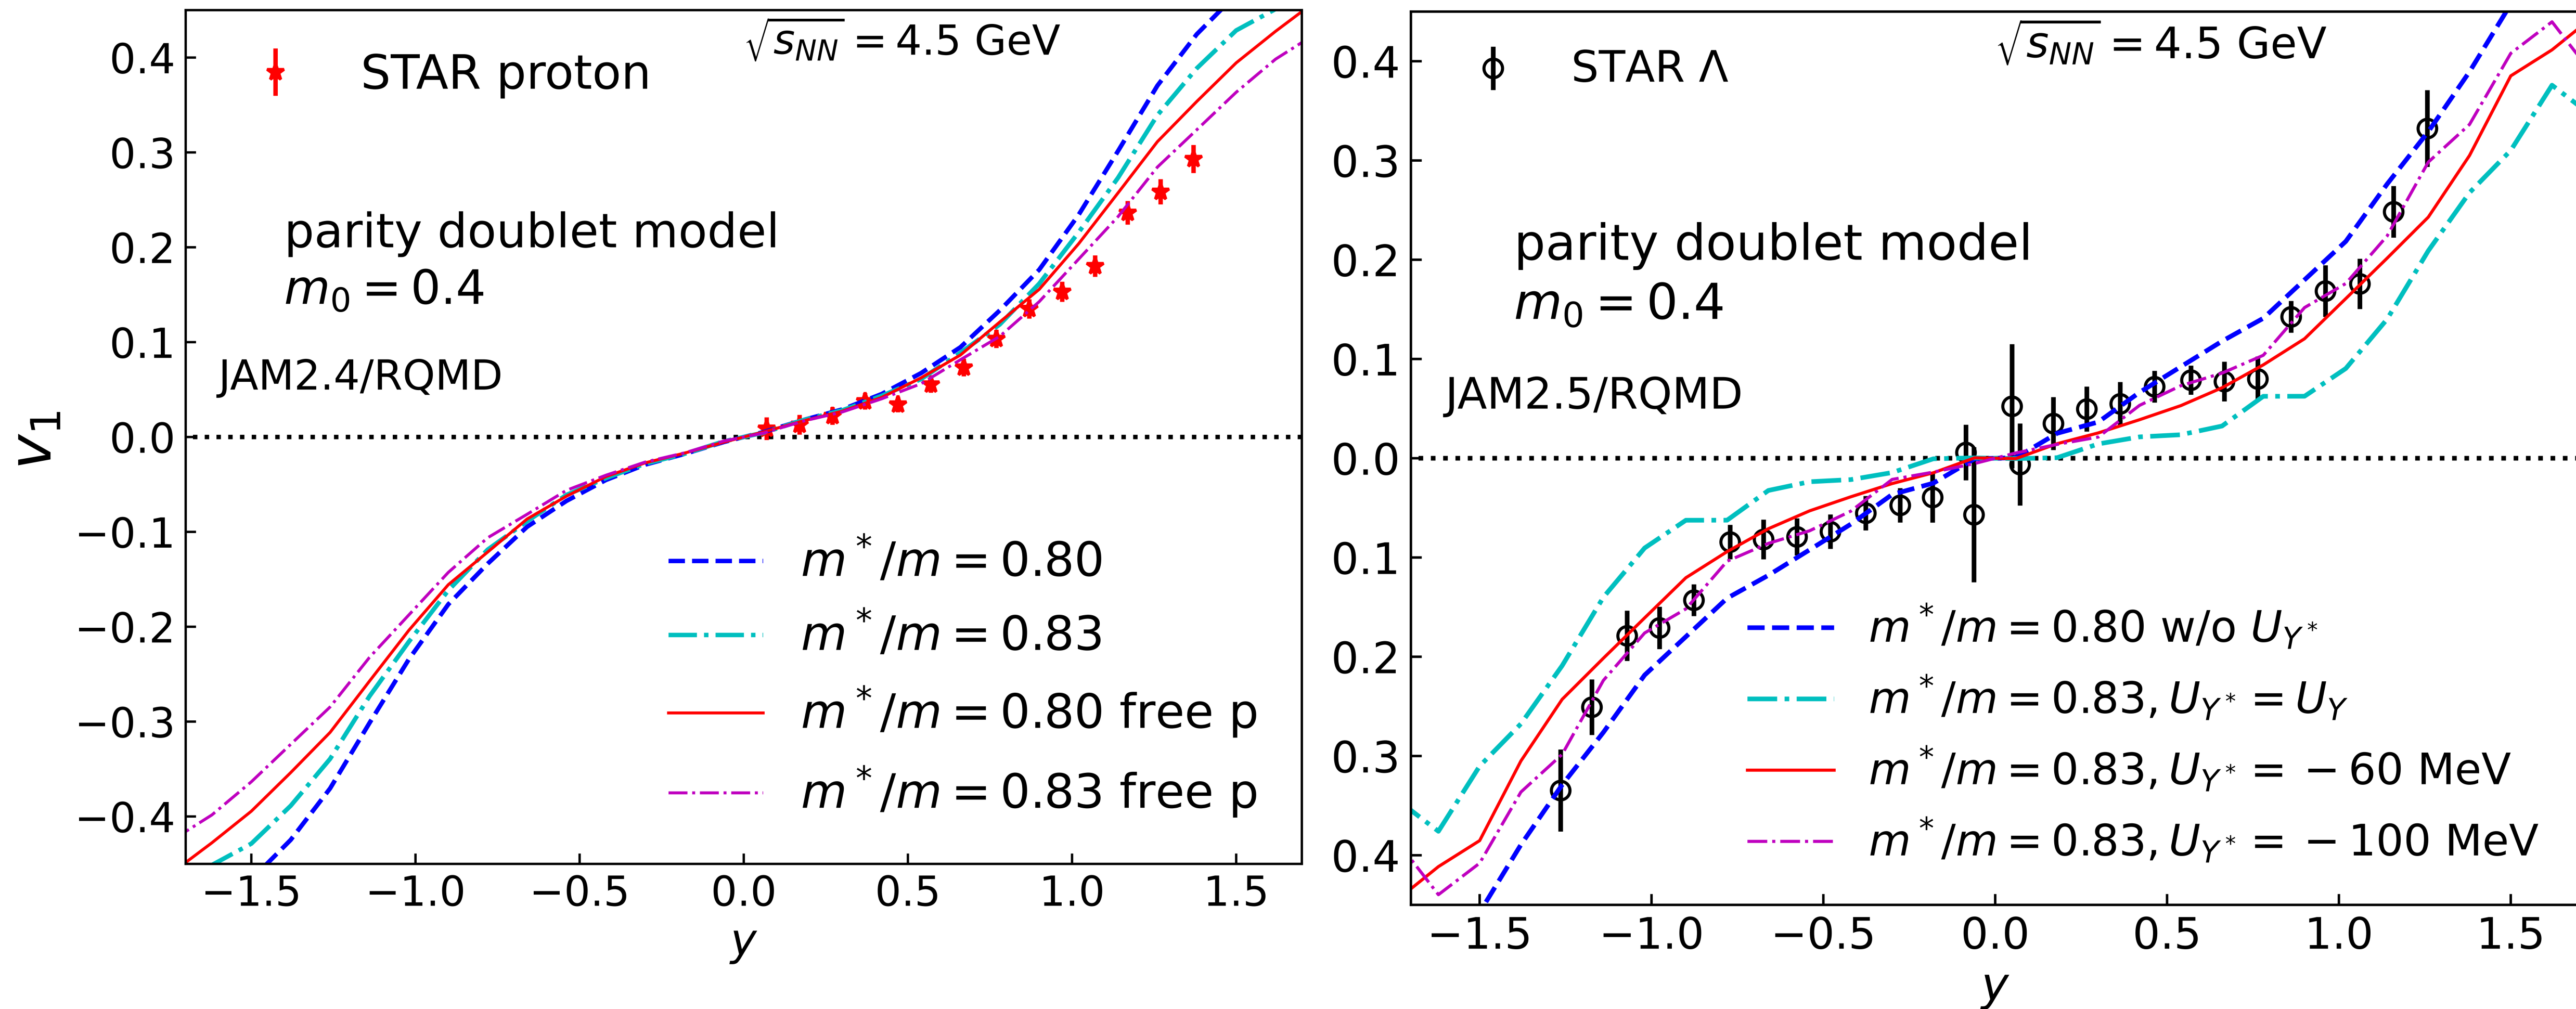 √s_NN = 4.5 GeV
0.4
STAR proton
0.3
parity doublet model
0.2
m_0 = 0.4
0.1
JAM2.4/RQMD
0.0
v_1
−0.1
m^*/m = 0.80
−0.2
m^*/m = 0.83
−0.3
m^*/m = 0.80 free p
−0.4
m^*/m = 0.83 free p
−1.5 −1.0 −0.5 0.0 0.5 1.0 1.5
y
√s_NN = 4.5 GeV
0.4
STAR Λ
0.3
parity doublet model
0.2
m_0 = 0.4
0.1
JAM2.5/RQMD
0.0
0.1
m^*/m = 0.80 w/o U_Y^*
0.2
m^*/m = 0.83, U_Y^* = U_Y
0.3
m^*/m = 0.83, U_Y^* = −60 MeV
0.4
m^*/m = 0.83, U_Y^* = −100 MeV
−1.5 −1.0 −0.5 0.0 0.5 1.0 1.5
y